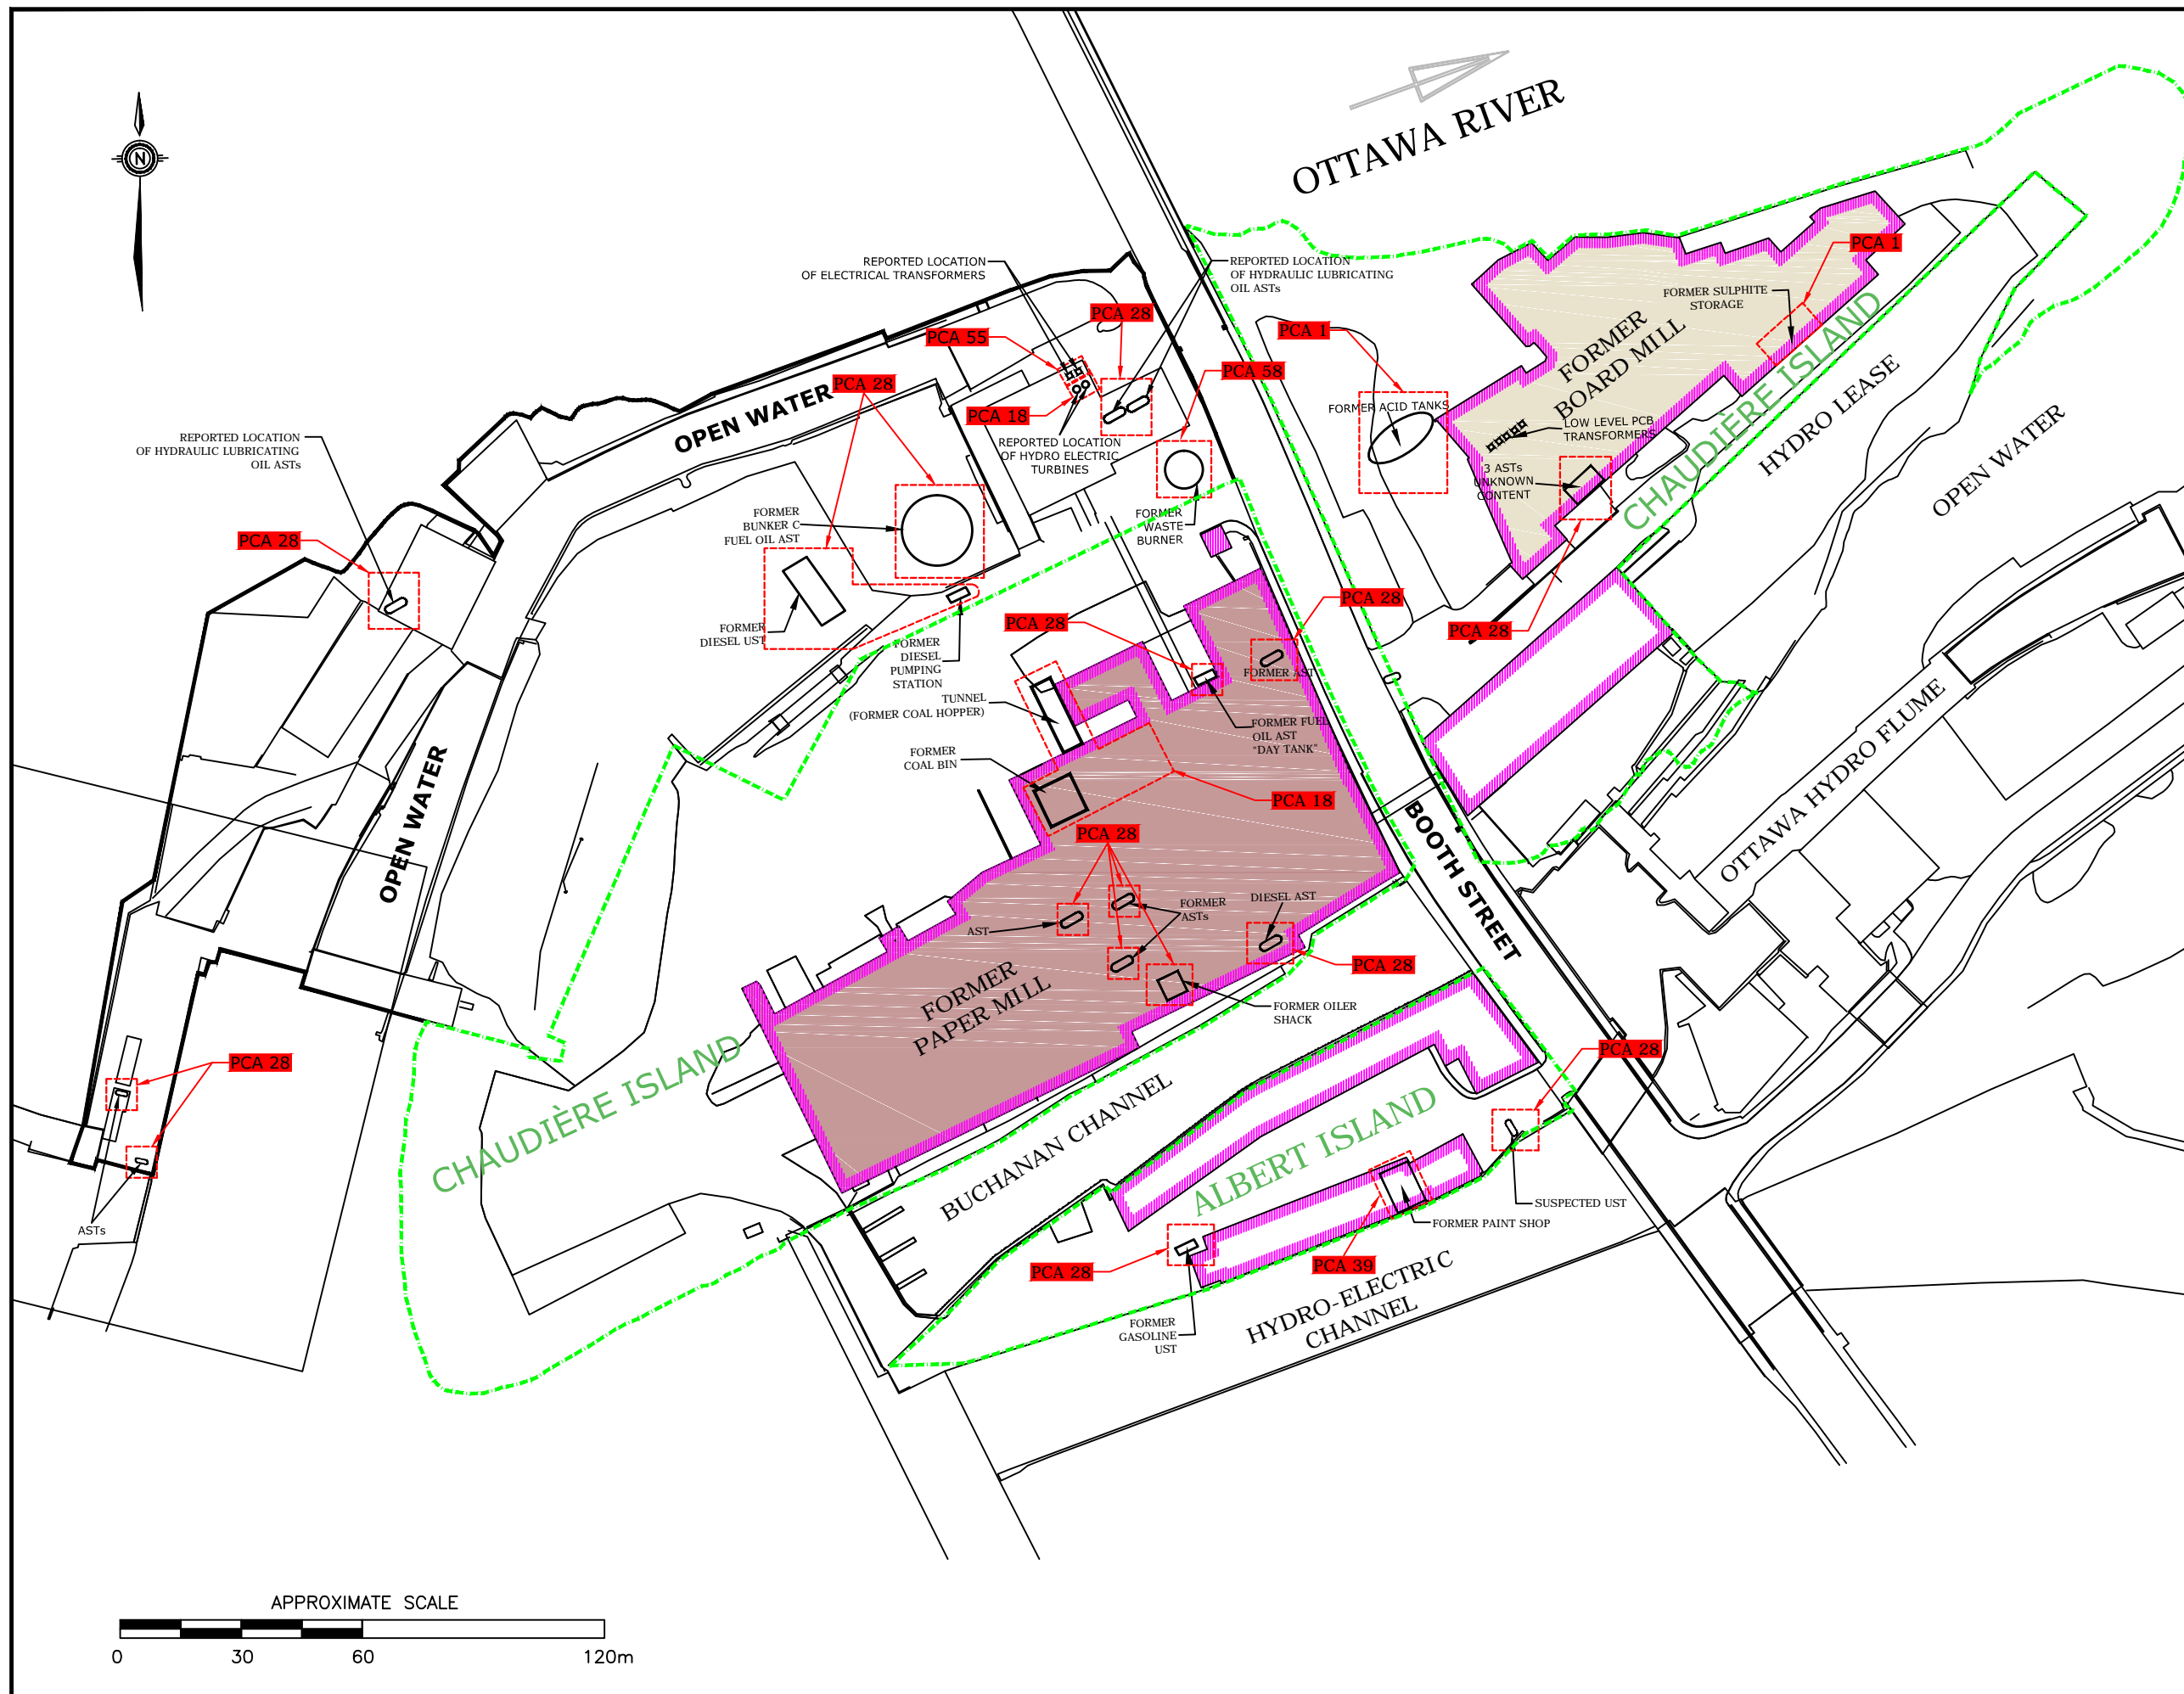 OTTAWA RIVER
N
REPORTED LOCATION
OF ELECTRICAL TRANSFORMERS
REPORTED LOCATION
OF HYDRAULIC LUBRICATING
OIL ASTs
PCA 1
FORMER SULPHITE
STORAGE
PCA 28
PCA 55
PCA 1
PCA 58
PCA 28
PCA 18
FORMER
BOARD MILL
CHAUDIÈRE ISLAND
HYDRO LEASE
OPEN WATER
OPEN WATER
FORMER ACID TANKS
LOW LEVEL PCB
TRANSFORMERS
REPORTED LOCATION
OF HYDRO ELECTRIC
TURBINES
REPORTED LOCATION
OF HYDRAULIC LUBRICATING
OIL ASTs
3 ASTs
UNKNOWN
CONTENT
PCA 28
FORMER
BUNKER C
FUEL OIL AST
FORMER
WASTE
BURNER
PCA 28
PCA 28
PCA 28
FORMER
DIESEL UST
FORMER
DIESEL
PUMPING
STATION
FORMER AST
TUNNEL
(FORMER COAL HOPPER)
FORMER FUEL
OIL AST
"DAY TANK"
FORMER
COAL BIN
PCA 18
OTTAWA HYDRO FLUME
OPEN WATER
BOOTH STREET
PCA 28
FORMER
ASTs
DIESEL AST
AST
PCA 28
FORMER
PAPER MILL
FORMER OILER
SHACK
CHAUDIÈRE ISLAND
PCA 28
PCA 28
BUCHANAN CHANNEL
ALBERT ISLAND
ASTs
SUSPECTED UST
FORMER PAINT SHOP
PCA 28
PCA 39
HYDRO-ELECTRIC
CHANNEL
FORMER
GASOLINE
UST
APPROXIMATE SCALE
0 30 60 120m